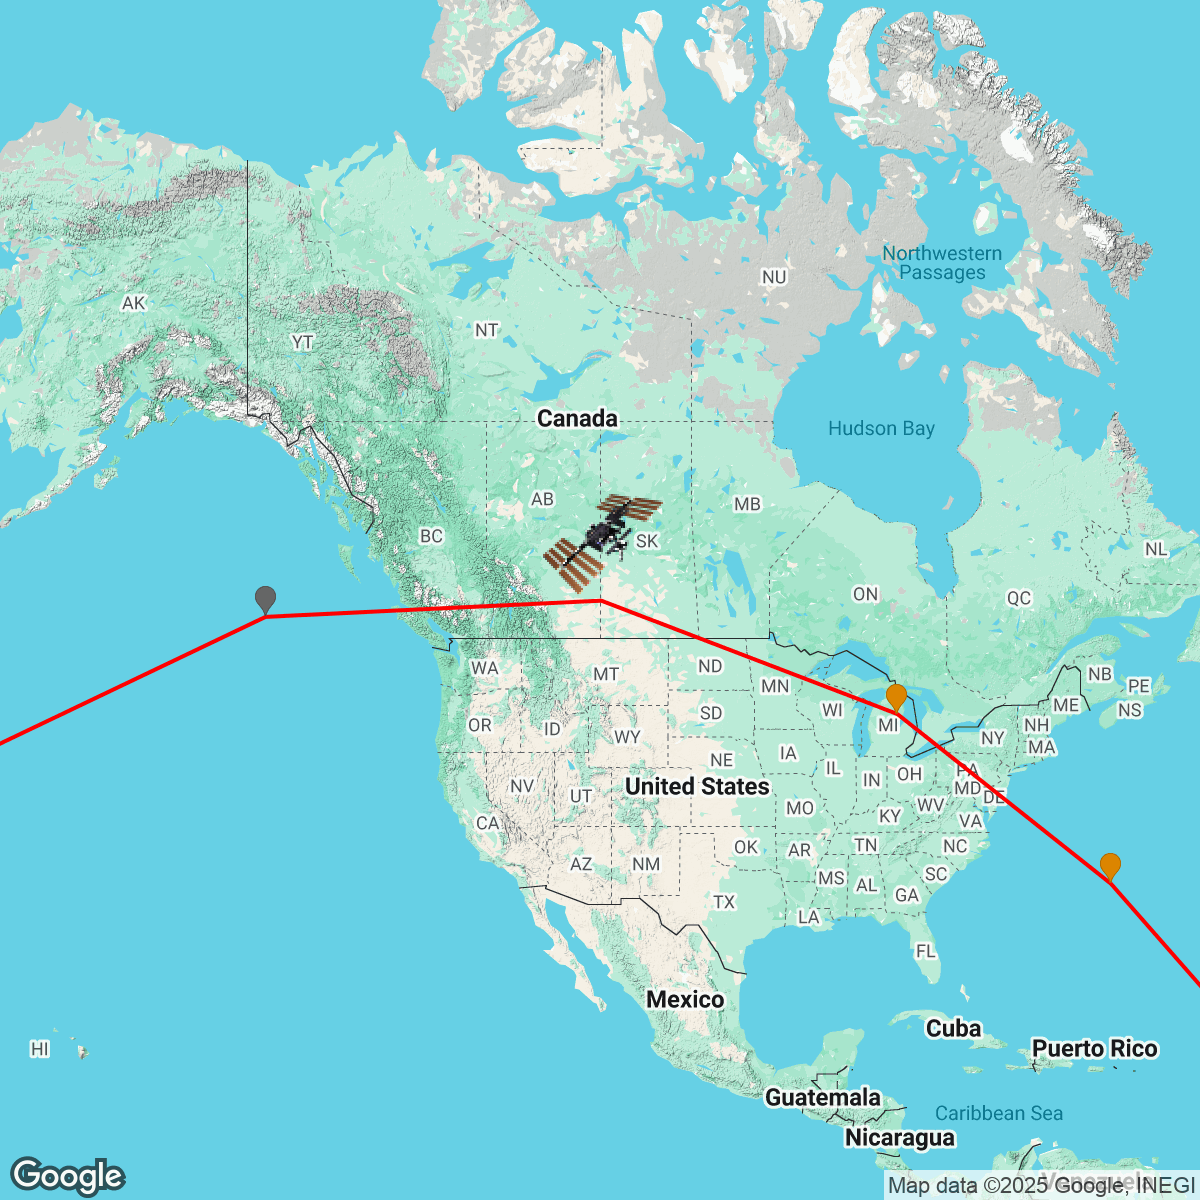 NU
Northwestern
Passages
AK
NT
YT
Canada
Hudson Bay
AB
MB
BC
SK
NL
ON
QC
WA
MT
ND
NB
MN
PE
ME
WI
SD
NS
OR
ID
MI
NH
WY
NY
MA
IA
NE
IL
PA
IN
OH
NV
United States
MD
UT
DE
MO
WV
KY
CA
VA
OK
AR
TN
NC
AZ
NM
MS
AL
SC
GA
TX
LA
FL
Mexico
Cuba
HI
Puerto Rico
Guatemala
Caribbean Sea
Nicaragua
Venezuela
Google
Map data ©2025 Google, INEGI